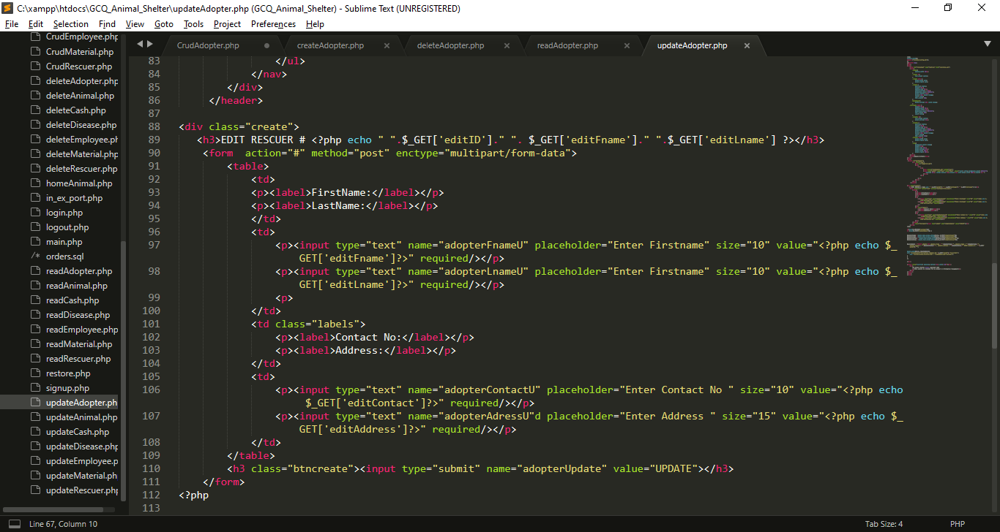 C:\xampp\htdocs\GCQ_Animal_Shelter\updateAdopter.php (GCQ_Animal_Shelter) - Sublime Text (UNREGISTERED)
File Edit Selection Find View Goto Tools Project Preferences Help
CrudEmployee.php
CrudMaterial.php
CrudRescuer.php
deleteAdopter.php
deleteAnimal.php
deleteCash.php
deleteDisease.php
deleteEmployee.ph
deleteMaterial.php
deleteRescuer.php
homeAnimal.php
in_ex_port.php
login.php
logout.php
main.php
/* orders.sql
readAdopter.php
readAnimal.php
readCash.php
readDisease.php
readEmployee.php
readMaterial.php
readRescuer.php
restore.php
signup.php
updateAdopter.ph
updateAnimal.php
updateCash.php
updateDisease.php
updateEmployee.p
updateMaterial.ph
updateRescuer.php
CrudAdopter.php createAdopter.php deleteAdopter.php readAdopter.php updateAdopter.php
83 </ul>
84 </nav>
85 </div>
86 </header>
87
88 <div class="create">
89 <h3>EDIT RESCUER # <?php echo " ".$_GET['editID']." ". $_GET['editFname']." ".$_GET['editLname'] ?></h3>
90 <form  action="#" method="post" enctype="multipart/form-data">
91 <table>
92 <td>
93 <p><label>FirstName:</label></p>
94 <p><label>LastName:</label></p>
95 </td>
96 <td>
97 <p><input type="text" name="adopterFnameU" placeholder="Enter Firstname" size="10" value="<?php echo $_
GET['editFname']?>" required/></p>
98 <p><input type="text" name="adopterLnameU" placeholder="Enter Firstname" size="10" value="<?php echo $_
GET['editLname']?>" required/></p>
99 <p>
100 </td>
101 <td class="labels">
102 <p><label>Contact No:</label></p>
103 <p><label>Address:</label></p>
104 </td>
105 <td>
106 <p><input type="text" name="adopterContactU" placeholder="Enter Contact No " size="10" value="<?php echo
$_GET['editContact']?>" required/></p>
107 <p><input type="text" name="adopterAdressU"d placeholder="Enter Address " size="15" value="<?php echo $_
GET['editAddress']?>" required/></p>
108 </td>
109 </table>
110 <h3 class="btncreate"><input type="submit" name="adopterUpdate" value="UPDATE"></h3>
111 </form>
112 <?php
113
Line 67, Column 10 Tab Size: 4 PHP